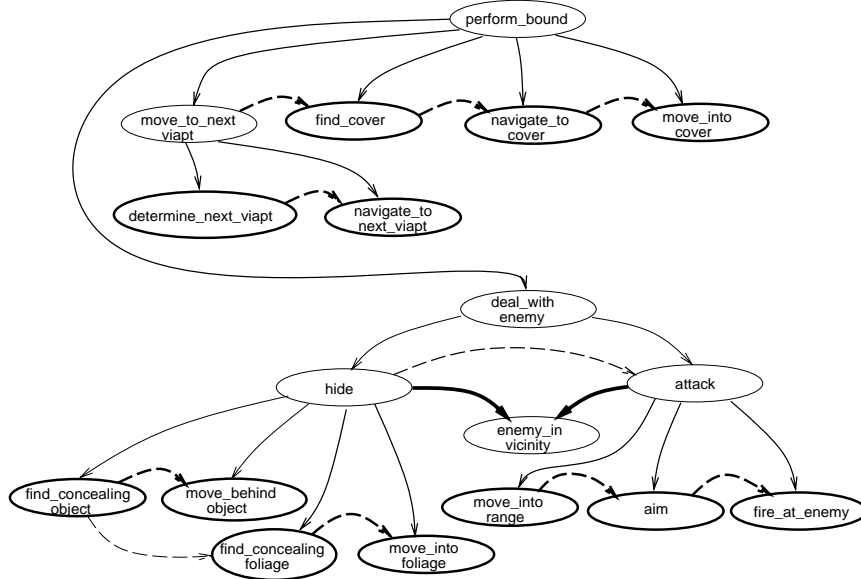 perform_bound
move_to_next
viapt
find_cover
navigate_to
cover
move_into
cover
determine_next_viapt
navigate_to
next_viapt
deal_with
enemy
hide
attack
enemy_in
vicinity
find_concealing
object
move_behind
object
move_into
range
aim
fire_at_enemy
find_concealing
foliage
move_into
foliage